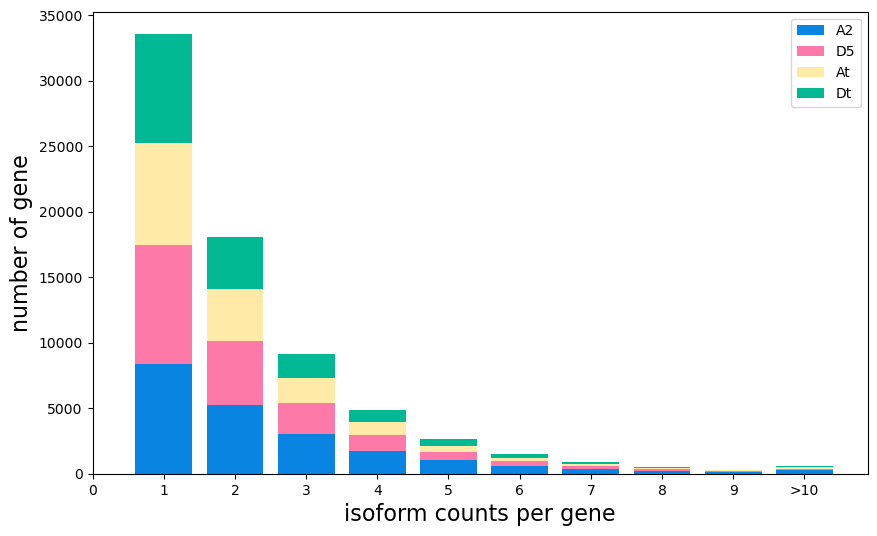 35000
30000
25000
20000
15000
10000
5000
0
number of gene
A2
D5
At
Dt
0 1 2 3 4 5 6 7 8 9 >10
isoform counts per gene